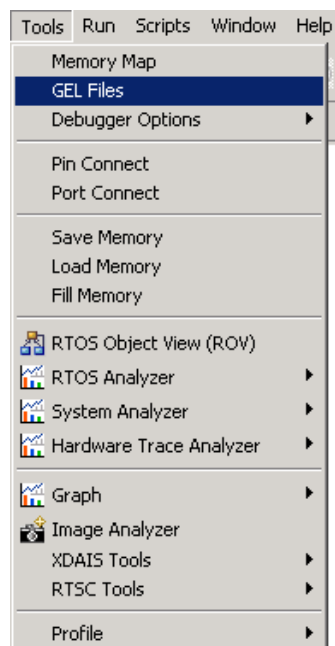 Tools Run Scripts Window Help
Memory Map
GEL Files
Debugger Options
Pin Connect
Port Connect
Save Memory
Load Memory
Fill Memory
RTOS Object View (ROV)
RTOS Analyzer
System Analyzer
Hardware Trace Analyzer
Graph
Image Analyzer
XDAIS Tools
RTSC Tools
Profile